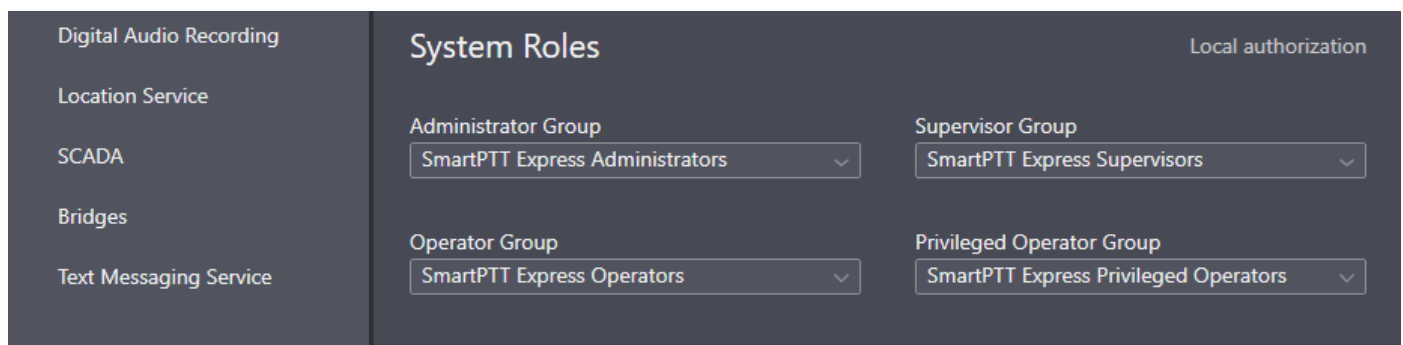 Digital Audio Recording
Location Service
SCADA
Bridges
Text Messaging Service
System Roles
Local authorization
Administrator Group
Supervisor Group
SmartPTT Express Administrators
SmartPTT Express Supervisors
Operator Group
Privileged Operator Group
SmartPTT Express Operators
SmartPTT Express Privileged Operators